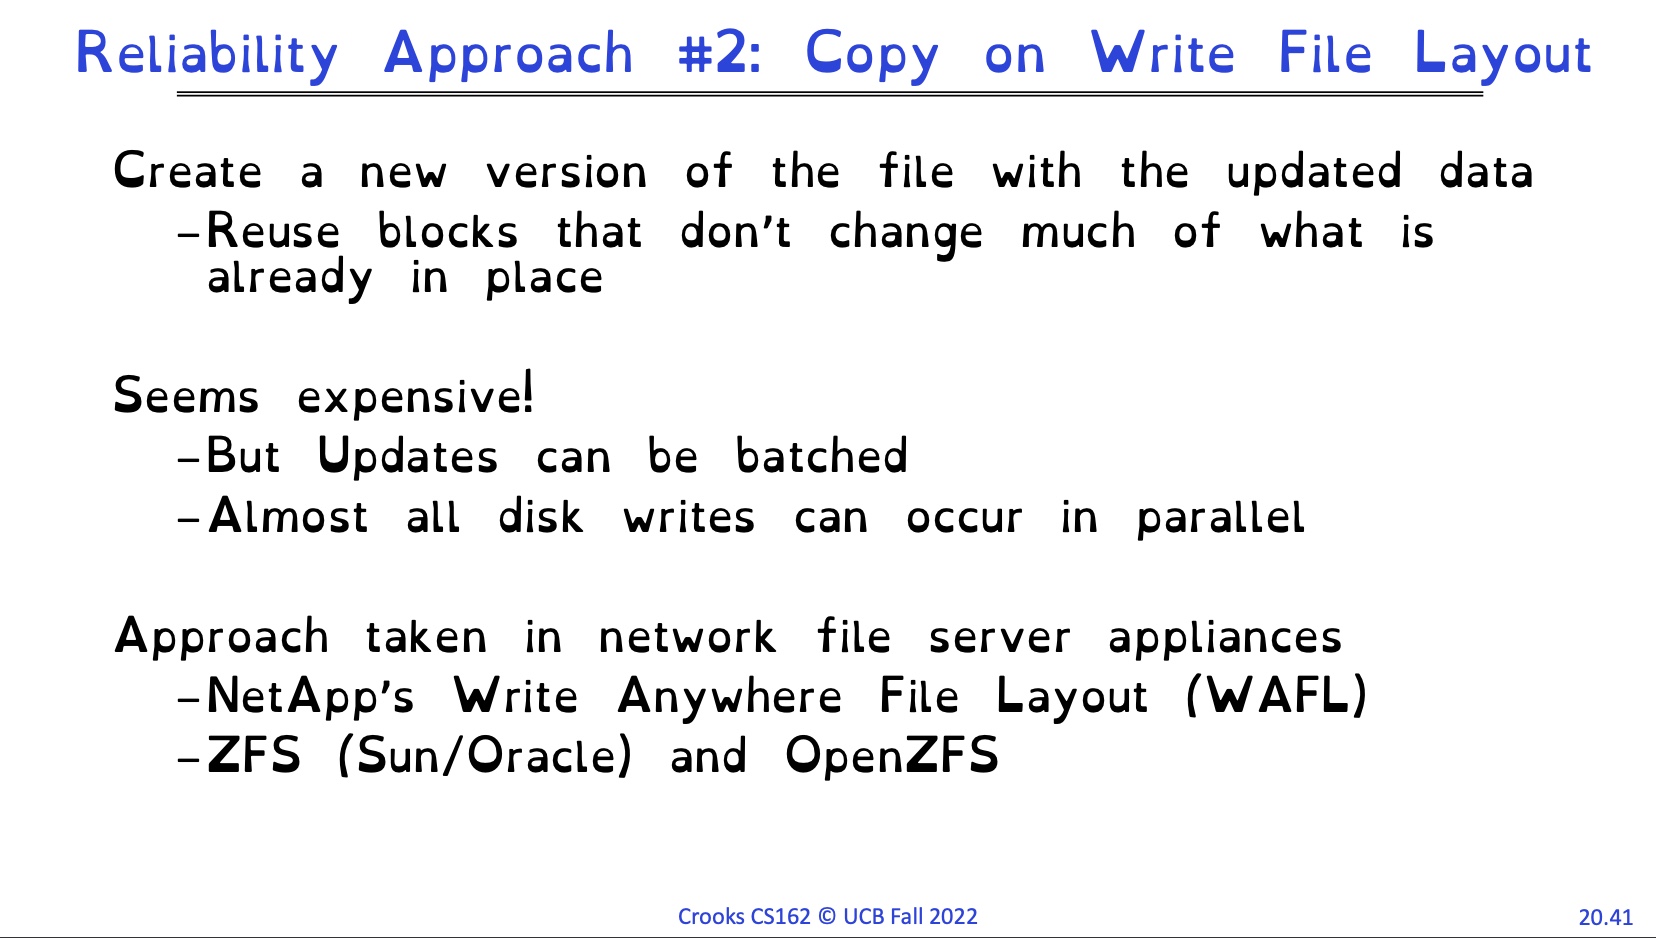 Reliability Approach #2: Copy on Write File Layout
Create a new version of the file with the updated data
–Reuse blocks that don't change much of what is
already in place
Seems expensive!
–But Updates can be batched
–Almost all disk writes can occur in parallel
Approach taken in network file server appliances
–NetApp's Write Anywhere File Layout (WAFL)
–ZFS (Sun/Oracle) and OpenZFS
Crooks CS162 © UCB Fall 2022
20.41